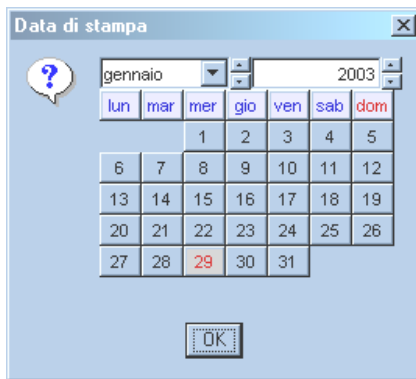 Data di stampa
?
gennaio 2003
lun mar mer gio ven sab dom
1 2 3 4 5
6 7 8 9 10 11 12
13 14 15 16 17 18 19
20 21 22 23 24 25 26
27 28 29 30 31
OK